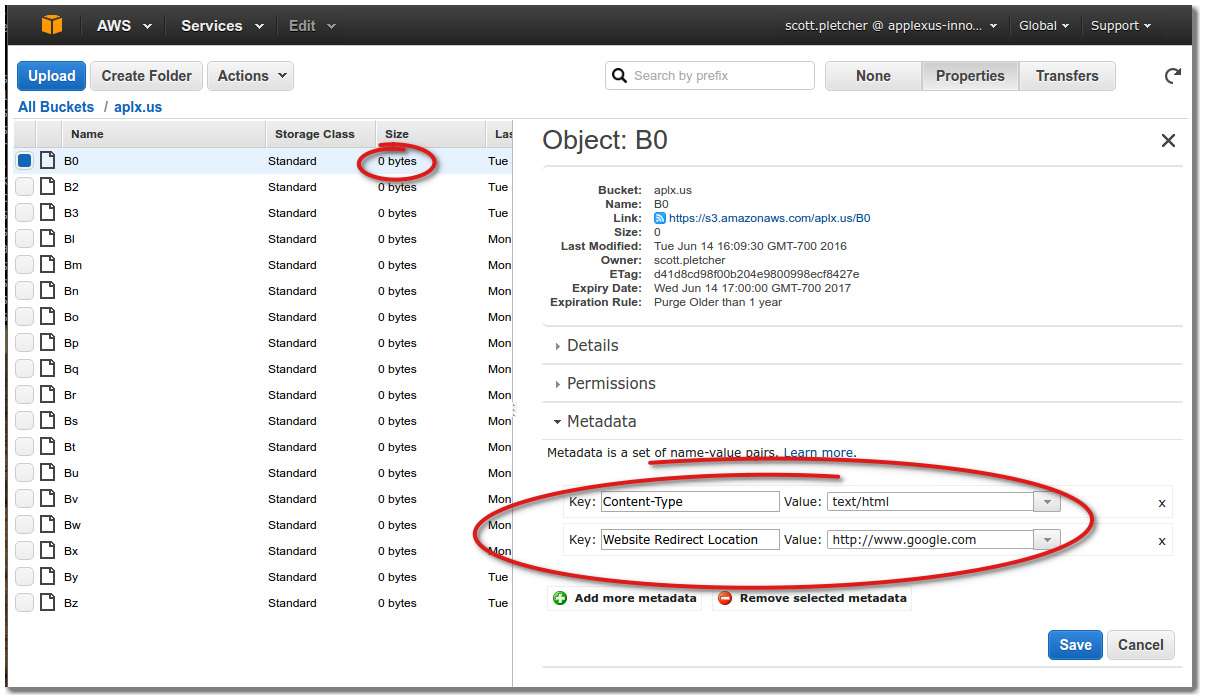 AWS Services Edit scott.pletcher @ applexus-inno... Global Support
Upload Create Folder Actions Search by prefix None Properties Transfers
All Buckets / aplx.us
Name Storage Class Size Las
B0 Standard 0 bytes Tue
B2 Standard 0 bytes Tue
B3 Standard 0 bytes Tue
Bl Standard 0 bytes Mon
Bm Standard 0 bytes Mon
Bn Standard 0 bytes Mon
Bo Standard 0 bytes Mon
Bp Standard 0 bytes Mon
Bq Standard 0 bytes Mon
Br Standard 0 bytes Mon
Bs Standard 0 bytes Mon
Bt Standard 0 bytes Mon
Bu Standard 0 bytes Mon
Bv Standard 0 bytes Mon
Bw Standard 0 bytes Mon
Bx Standard 0 bytes Mon
By Standard 0 bytes Tue
Bz Standard 0 bytes Tue
Object: B0
Bucket: aplx.us
Name: B0
Link: https://s3.amazonaws.com/aplx.us/B0
Size: 0
Last Modified: Tue Jun 14 16:09:30 GMT-700 2016
Owner: scott.pletcher
ETag: d41d8cd98f00b204e9800998ecf8427e
Expiry Date: Wed Jun 14 17:00:00 GMT-700 2017
Expiration Rule: Purge Older than 1 year
Details
Permissions
Metadata
Metadata is a set of name-value pairs. Learn more.
Key: Content-Type Value: text/html x
Key: Website Redirect Location Value: http://www.google.com x
Add more metadata Remove selected metadata
Save Cancel